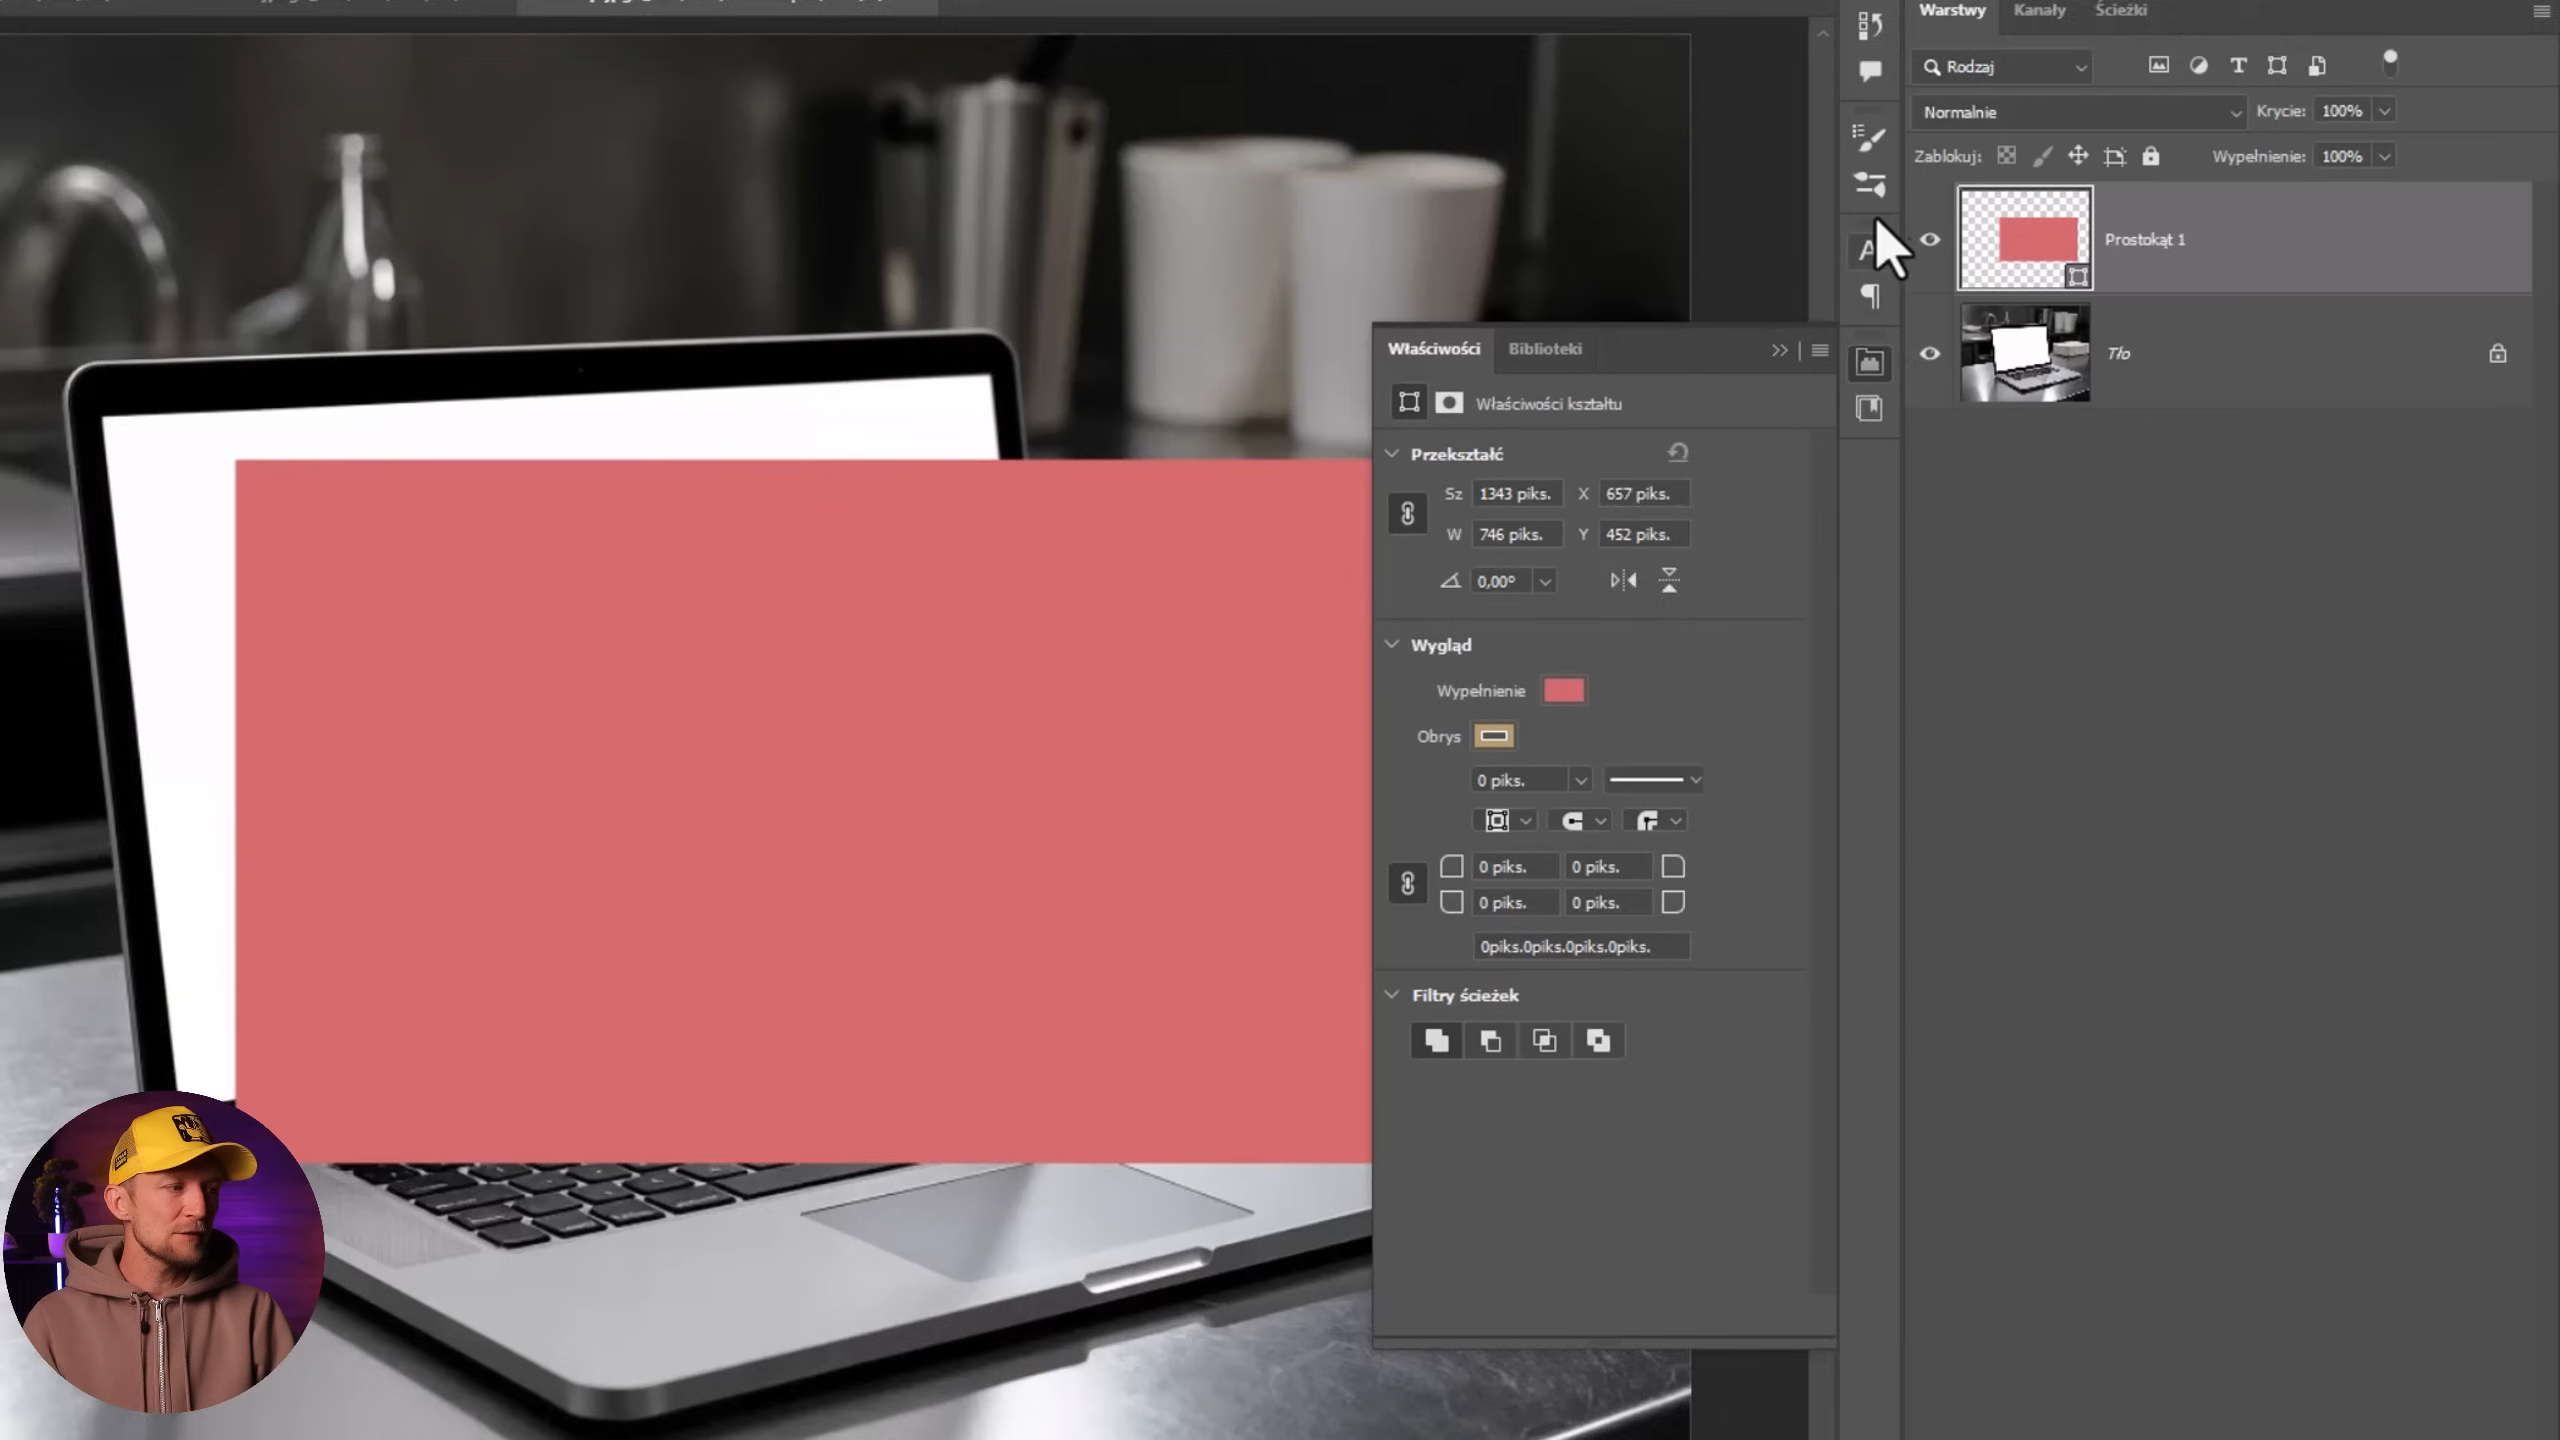 Warstwy Kanały Ścieżki
Rodzaj
Normalnie Krycie: 100%
Zablokuj: Wypełnienie: 100%
Prostokąt 1
Tło
Właściwości Biblioteki
Właściwości kształtu
Przekształć
Sz 1343 piks. X 657 piks.
W 746 piks. Y 452 piks.
0,00°
Wygląd
Wypełnienie
Obrys
0 piks.
0 piks. 0 piks.
0 piks. 0 piks.
0piks.0piks.0piks.0piks.
Filtry ścieżek